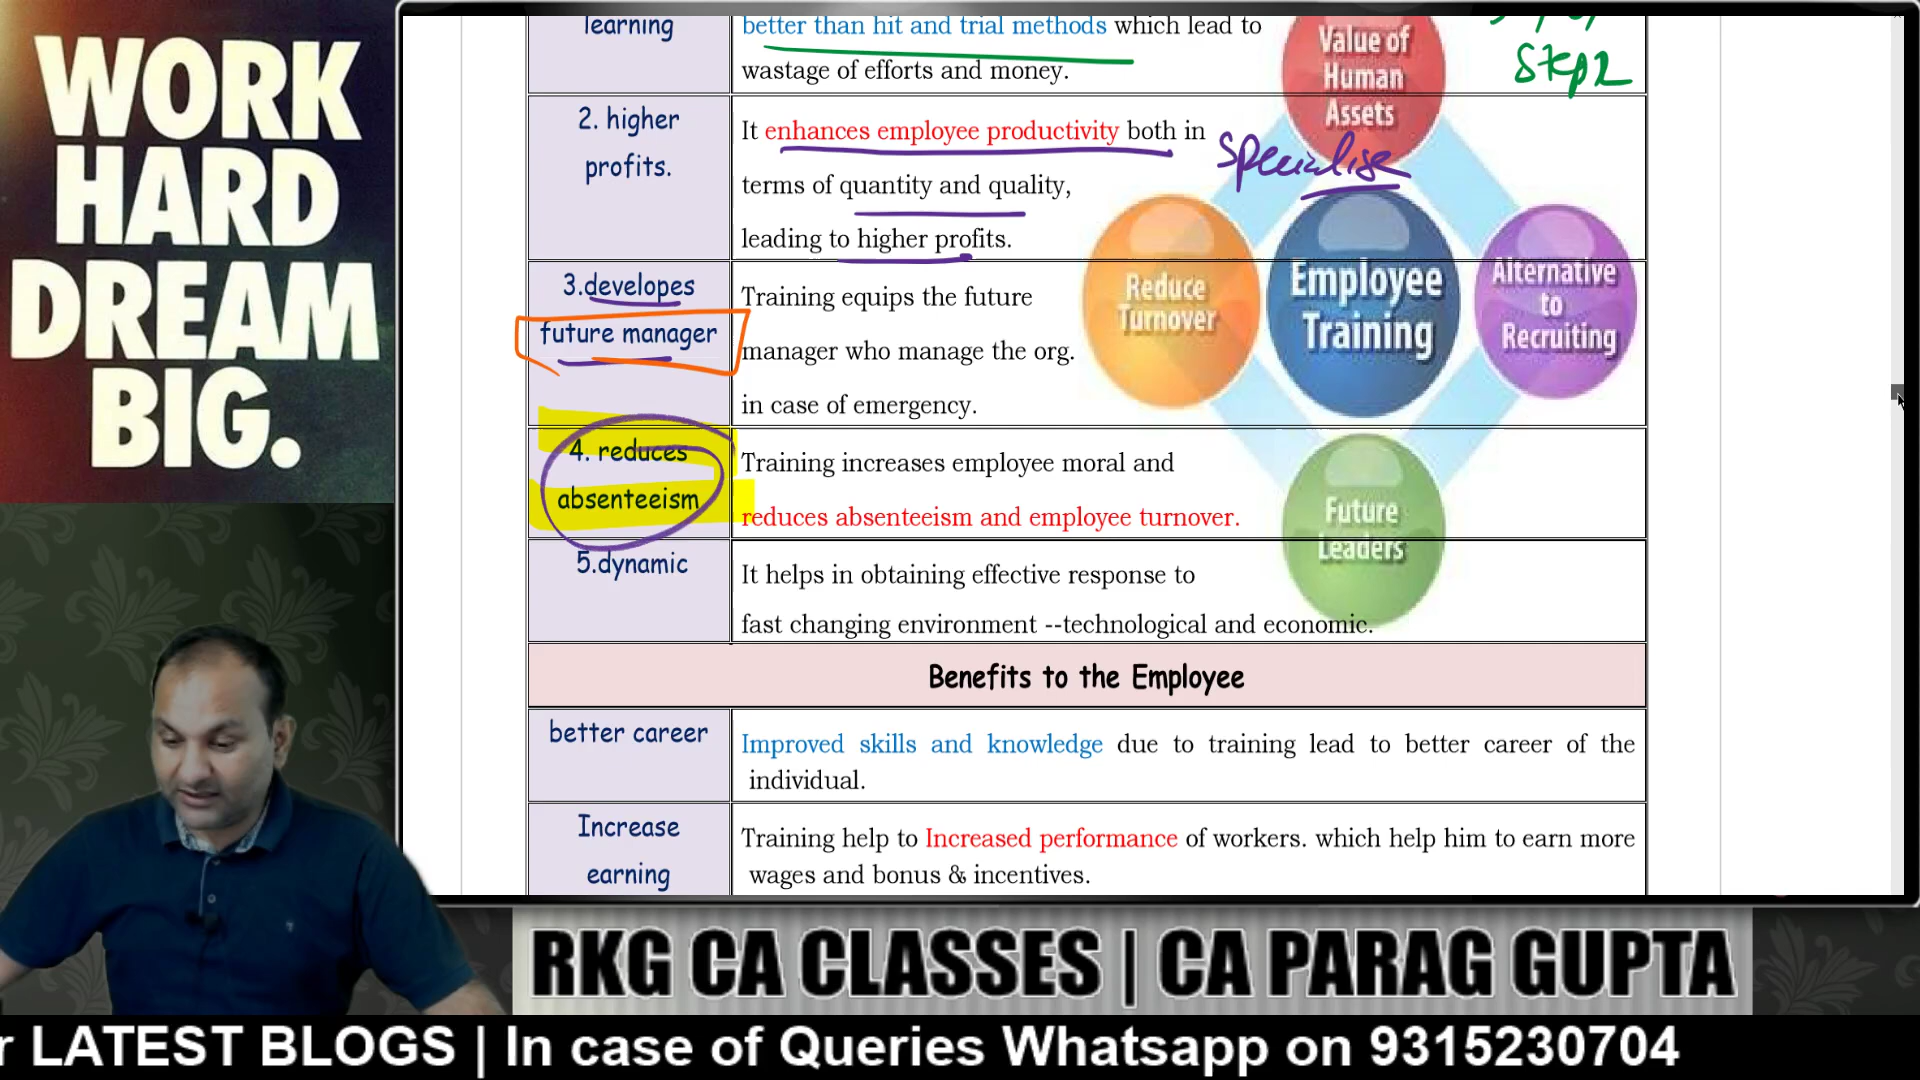 WORK
HARD
DREAM
BIG.
learning
better than hit and trial methods which lead to
wastage of efforts and money.
Step 2
2. higher
profits.
It enhances employee productivity both in
terms of quantity and quality,
leading to higher profits.
Specialise
3.developes
future manager
Training equips the future
manager who manage the org.
in case of emergency.
4. reduces
absenteeism
Training increases employee moral and
reduces absenteeism and employee turnover.
5.dynamic
It helps in obtaining effective response to
fast changing environment --technological and economic.
Value of
Human
Assets
Reduce
Turnover
Employee
Training
Alternative
to
Recruiting
Future
Leaders
Benefits to the Employee
better career
Improved skills and knowledge due to training lead to better career of the
individual.
Increase
earning
Training help to Increased performance of workers. which help him to earn more
wages and bonus & incentives.
RKG CA CLASSES | CA PARAG GUPTA
r LATEST BLOGS | In case of Queries Whatsapp on 9315230704